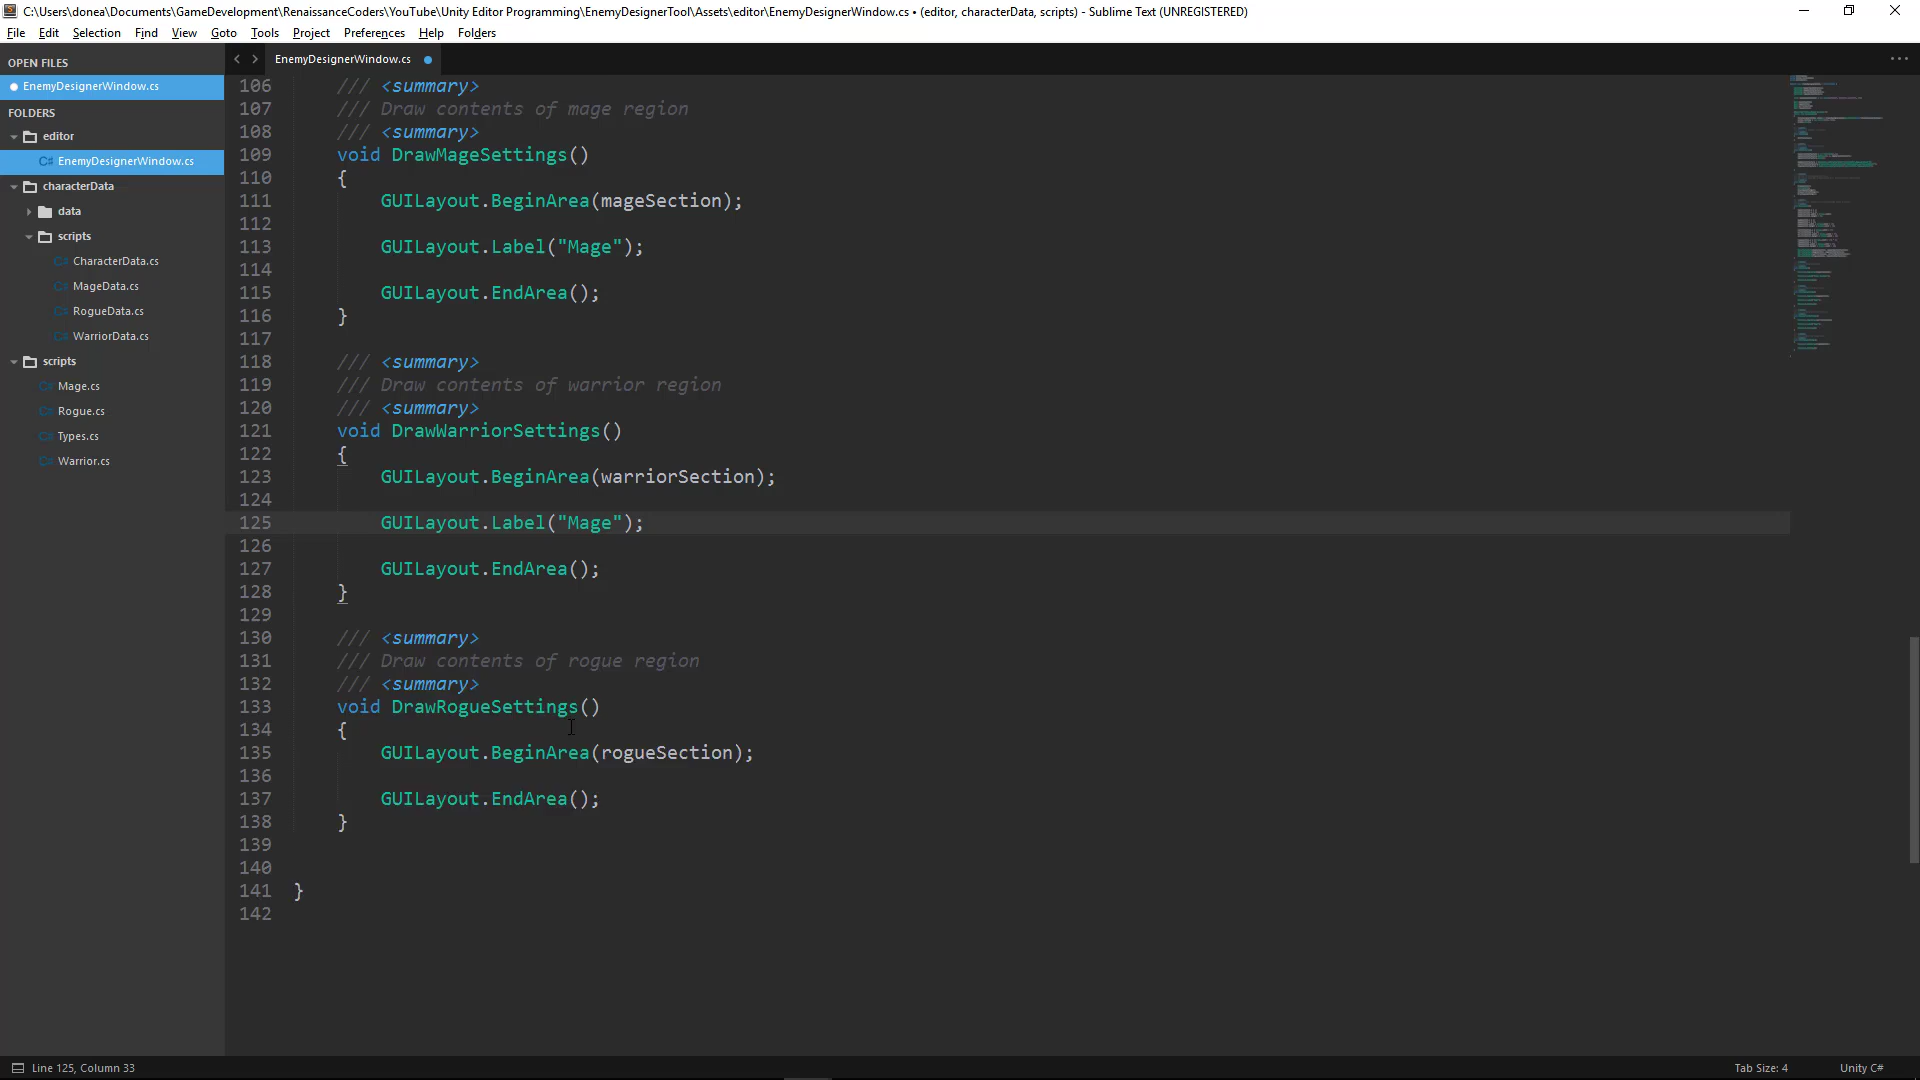 C:\Users\donea\Documents\GameDevelopment\RenaissanceCoders\YouTube\Unity Editor Programming\EnemyDesignerTool\Assets\editor\EnemyDesignerWindow.cs • (editor, characterData, scripts) - Sublime Text (UNREGISTERED)
File Edit Selection Find View Goto Tools Project Preferences Help Folders
OPEN FILES
EnemyDesignerWindow.cs
FOLDERS
editor
EnemyDesignerWindow.cs
characterData
data
scripts
CharacterData.cs
MageData.cs
RogueData.cs
WarriorData.cs
scripts
Mage.cs
Rogue.cs
Types.cs
Warrior.cs
EnemyDesignerWindow.cs
106 /// <summary>
107 /// Draw contents of mage region
108 /// <summary>
109 void DrawMageSettings()
110 {
111 GUILayout.BeginArea(mageSection);
112
113 GUILayout.Label("Mage");
114
115 GUILayout.EndArea();
116 }
117
118 /// <summary>
119 /// Draw contents of warrior region
120 /// <summary>
121 void DrawWarriorSettings()
122 {
123 GUILayout.BeginArea(warriorSection);
124
125 GUILayout.Label("Mage");
126
127 GUILayout.EndArea();
128 }
129
130 /// <summary>
131 /// Draw contents of rogue region
132 /// <summary>
133 void DrawRogueSettings()
134 {
135 GUILayout.BeginArea(rogueSection);
136
137 GUILayout.EndArea();
138 }
139
140
141 }
142
Line 125, Column 33
Tab Size: 4
Unity C#